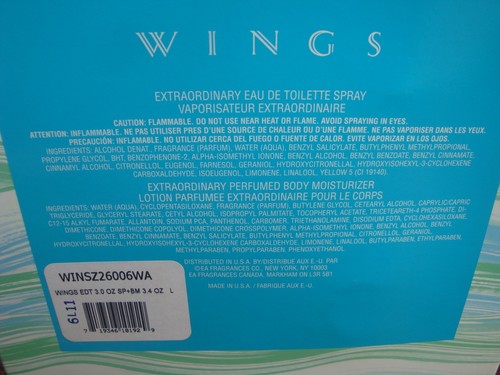 WINGS
EXTRAORDINARY EAU DE TOILETTE SPRAY
VAPORISATEUR EXTRAORDINAIRE
CAUTION: FLAMMABLE. DO NOT USE NEAR HEAT OR FLAME. AVOID SPRAYING IN EYES.
ATTENTION: INFLAMMABLE. NE PAS UTILISER PRES D'UNE SOURCE DE CHALEUR OU D'UNE FLAMME. NE PAS VAPORISER DANS LES YEUX.
PRECAUCIÓN: INFLAMABLE. NO UTILIZAR CERCA DEL FUEGO O FUENTE DE CALOR. EVITE VAPORIZAR EN LOS OJOS.
INGREDIENTS: ALCOHOL DENAT., FRAGRANCE (PARFUM), WATER (AQUA), BENZYL SALICYLATE, BUTYLPHENYL METHYLPROPIONAL,
PROPYLENE GLYCOL, BHT, BENZOPHENONE-2, ALPHA-ISOMETHYL IONONE, BENZYL ALCOHOL, BENZYL BENZOATE, BENZYL CINNAMATE,
CINNAMYL ALCOHOL, CITRONELLOL, EUGENOL, FARNESOL, GERANIOL, HYDROXYCITRONELLAL, HYDROXYISOHEXYL-3-CYCLOHEXENE
CARBOXALDEHYDE, ISOEUGENOL, LIMONENE, LINALOOL, YELLOW 5 (CI 19140).
EXTRAORDINARY PERFUMED BODY MOISTURIZER
LOTION PARFUMEE EXTRAORDINAIRE POUR LE CORPS
INGREDIENTS: WATER (AQUA), CYCLOPENTASILOXANE, FRAGRANCE (PARFUM), BUTYLENE GLYCOL, CETEARYL ALCOHOL, CAPRYLIC/CAPRIC
TRIGLYCERIDE, GLYCERYL STEARATE, CETYL ALCOHOL, ISOPROPYL PALMITATE, TOCOPHERYL ACETATE, TRICETEARETH-4 PHOSPHATE, DI-
C12-15 ALKYL FUMARATE, ALLANTOIN, SODIUM PCA, PANTHENOL, CARBOMER, TRIETHANOLAMINE, DISODIUM EDTA, CYCLOHEXASILOXANE,
DIMETHICONE, DIMETHICONE COPOLYOL, DIMETHICONE CROSSPOLYMER, ALPHA-ISOMETHYL IONONE, BENZYL ALCOHOL, BENZYL
BENZOATE, BENZYL CINNAMATE, BENZYL SALICYLATE, BUTYLPHENYL METHYLPROPIONAL, CITRONELLOL, GERANIOL,
HYDROXYCITRONELLAL, HYDROXYISOHEXYL-3-CYCLOHEXENE CARBOXALDEHYDE, LIMONENE, LINALOOL, BUTYLPARABEN, ETHYLPARABEN,
METHYLPARABEN, PROPYLPARABEN, PHENOXYETHANOL.
DISTRIBUTED IN U.S.A. BY/DISTRIBUÉ AUX E.-U. PAR
©EA FRAGRANCES CO., NEW YORK, NY 10003
EA FRAGRANCES CANADA, MARKHAM ON L3R 5B1
MADE IN U.S.A. / FABRIQUE AUX E.-U.
WINSZ26006WA
WINGS EDT 3.0 OZ SP+BM 3.4 OZ L
6L11
7 19346 18190 9